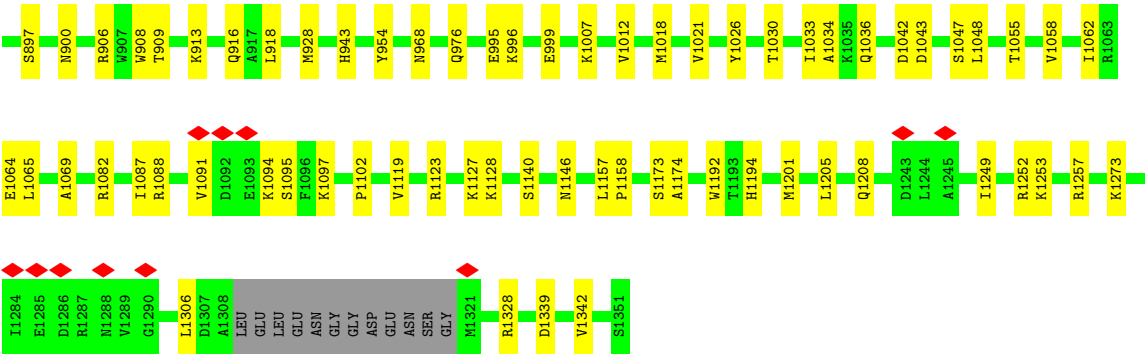 S897 N900 R906 W907 W908 T909 K913 Q916 A917 L918 M928 H943 Y954 N968 Q976 E995 K996 E999 K1007 V1012 M1018 V1021 Y1026 T1030 I1033 A1034 K1035 Q1036 D1042 D1043 S1047 L1048 T1055 V1058 I1062 R1063
E1064 L1065 A1069 R1082 I1087 R1088 V1091 D1092 E1093 K1094 S1095 F1096 K1097 P1102 V1119 R1123 K1127 K1128 S1140 N1146 L1157 P1158 S1173 A1174 W1192 T1193 H1194 M1201 L1205 Q1208 D1243 L1244 A1245 I1249 R1252 K1253 R1257 K1273
I1284 E1285 D1286 R1287 N1288 V1289 G1290 L1306 D1307 A1308 LEU GLU LEU GLU ASN GLY GLY ASP GLU ASN SER GLY M1321 R1328 D1339 V1342 S1351